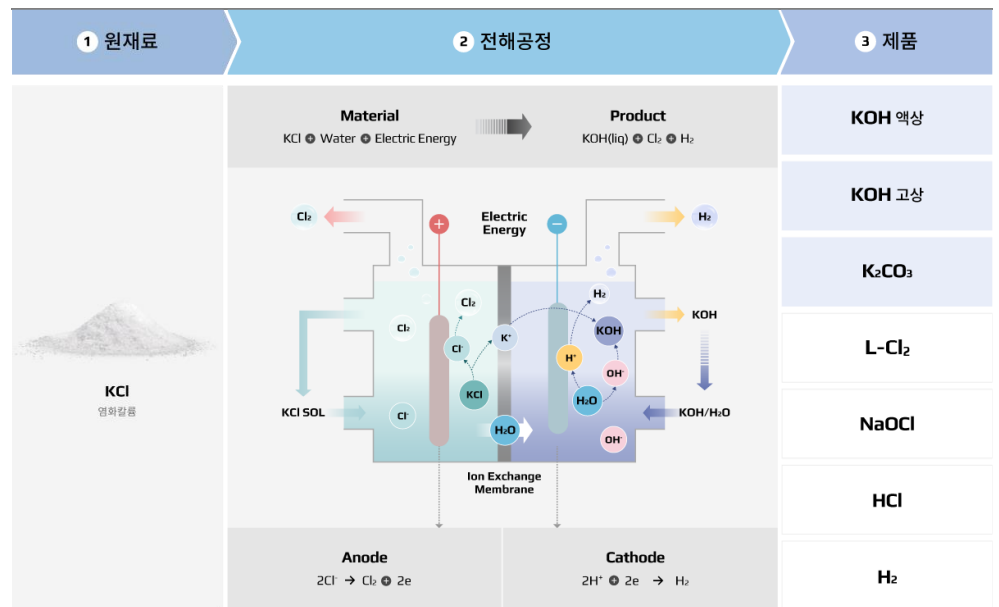 1 원재료
2 전해공정
3 제품
Material
KCl + Water + Electric Energy
Product
KOH(liq) + Cl₂ + H₂
Cl₂
+
Electric
Energy
−
H₂
Cl₂
H₂
Cl₂
K⁺
KOH
KOH
Cl⁻
H⁺
OH⁻
KCl
H₂O
KCl SOL
Cl⁻
H₂O
OH⁻
KOH/H₂O
Ion Exchange
Membrane
Anode
2Cl⁻ → Cl₂ + 2e
Cathode
2H⁺ + 2e → H₂
KCl
염화칼륨
KOH 액상
KOH 고상
K₂CO₃
L-Cl₂
NaOCl
HCl
H₂